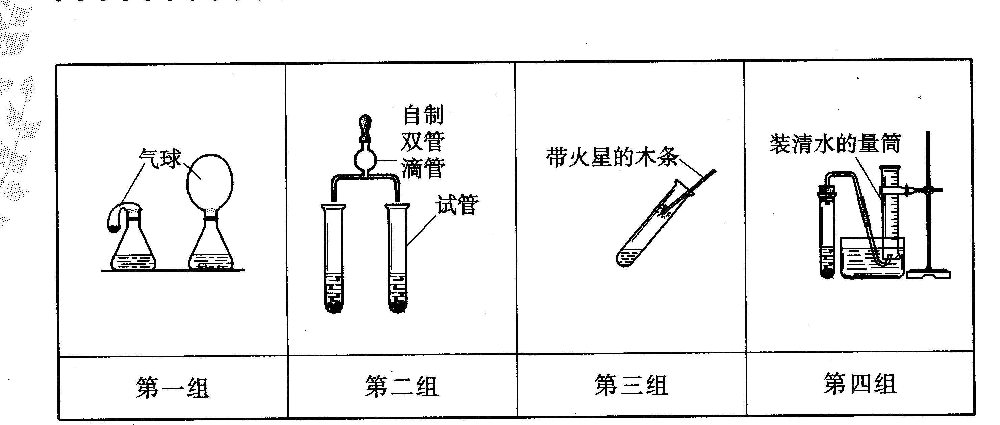 气球
自制
双管
滴管
试管
带火星的木条
装清水的量筒
第一组
第二组
第三组
第四组